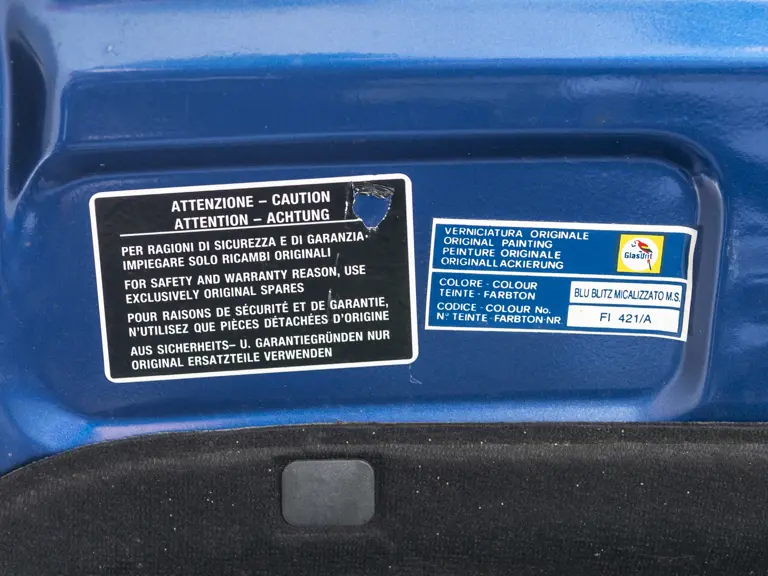 ATTENZIONE – CAUTION
ATTENTION – ACHTUNG
PER RAGIONI DI SICUREZZA E DI GARANZIA
IMPIEGARE SOLO RICAMBI ORIGINALI
FOR SAFETY AND WARRANTY REASON, USE
EXCLUSIVELY ORIGINAL SPARES
POUR RAISONS DE SÉCURITÉ ET DE GARANTIE,
N'UTILISEZ QUE PIÈCES DÉTACHÉES D'ORIGINE
AUS SICHERHEITS– U. GARANTIEGRÜNDEN NUR
ORIGINAL ERSATZTEILE VERWENDEN
VERNICIATURA ORIGINALE
ORIGINAL PAINTING
PEINTURE ORIGINALE
ORIGINALLACKIERUNG
Glasurit
COLORE - COLOUR
TEINTE - FARBTON
BLU BLITZ MICALIZZATO M.S.
CODICE - COLOUR No.
N° TEINTE - FARBTON-NR.
FI 421/A